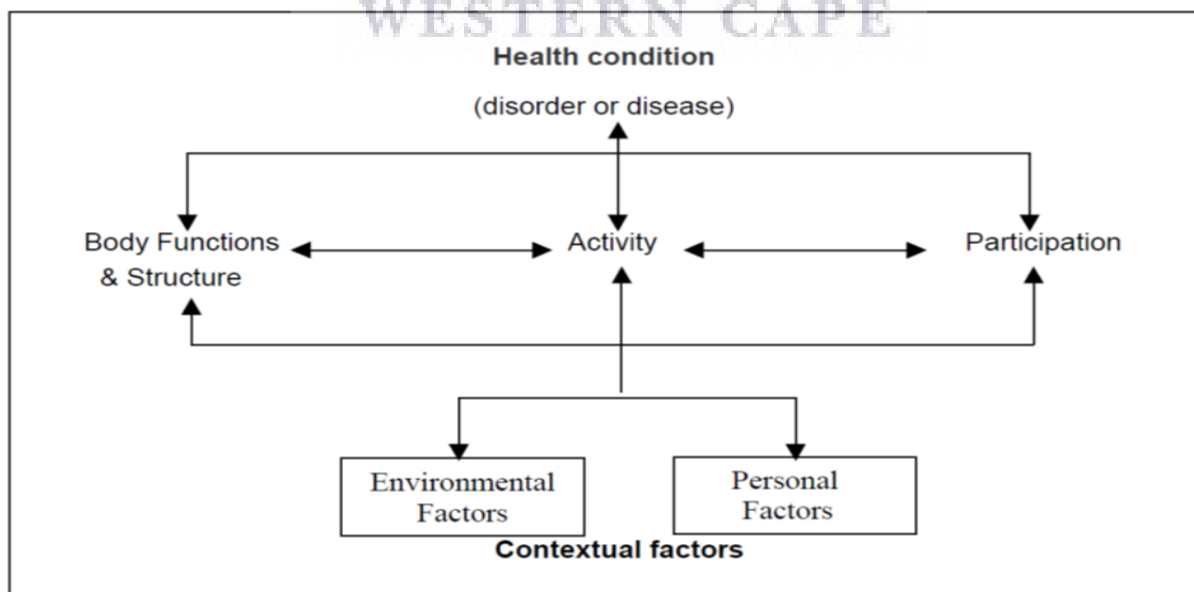 WESTERN CAPE
Health condition
(disorder or disease)
Body Functions
& Structure
Activity
Participation
Environmental
Factors
Personal
Factors
Contextual factors